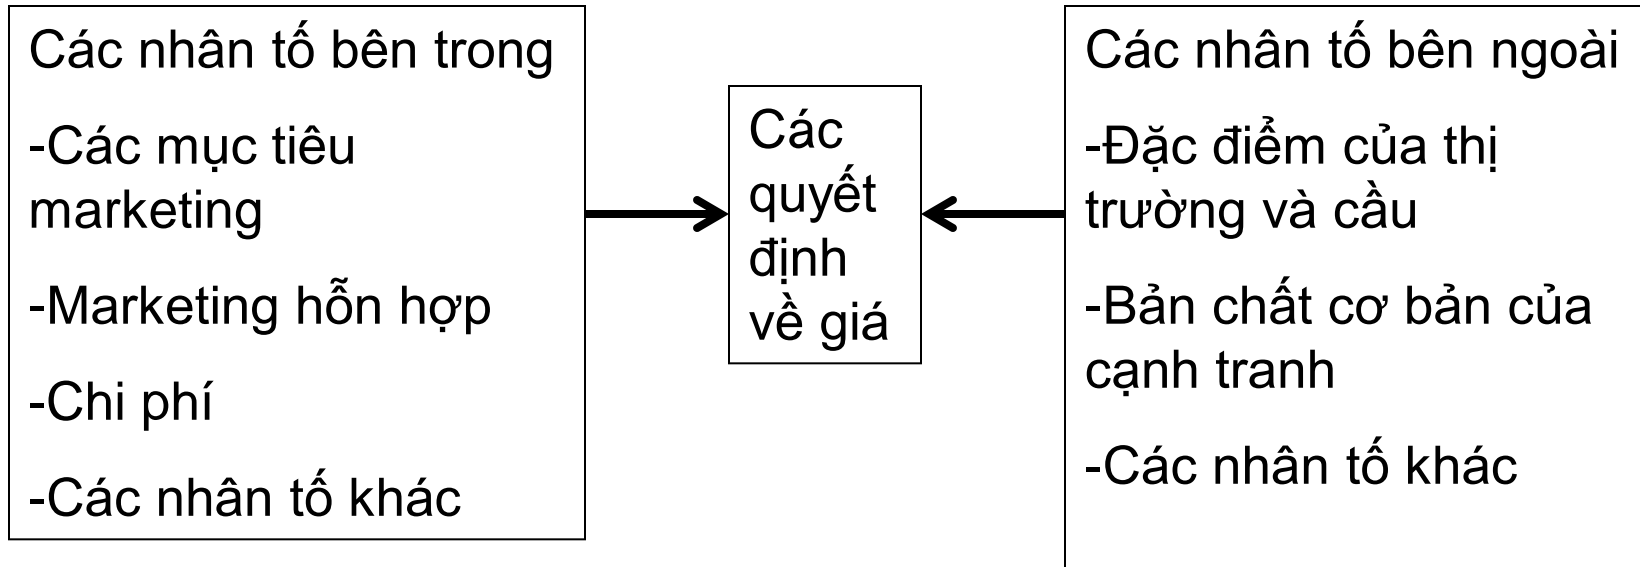 Các nhân tố bên trong
-Các mục tiêu
marketing
-Marketing hỗn hợp
-Chi phí
-Các nhân tố khác
Các
quyết
định
về giá
Các nhân tố bên ngoài
-Đặc điểm của thị
trường và cầu
-Bản chất cơ bản của
cạnh tranh
-Các nhân tố khác